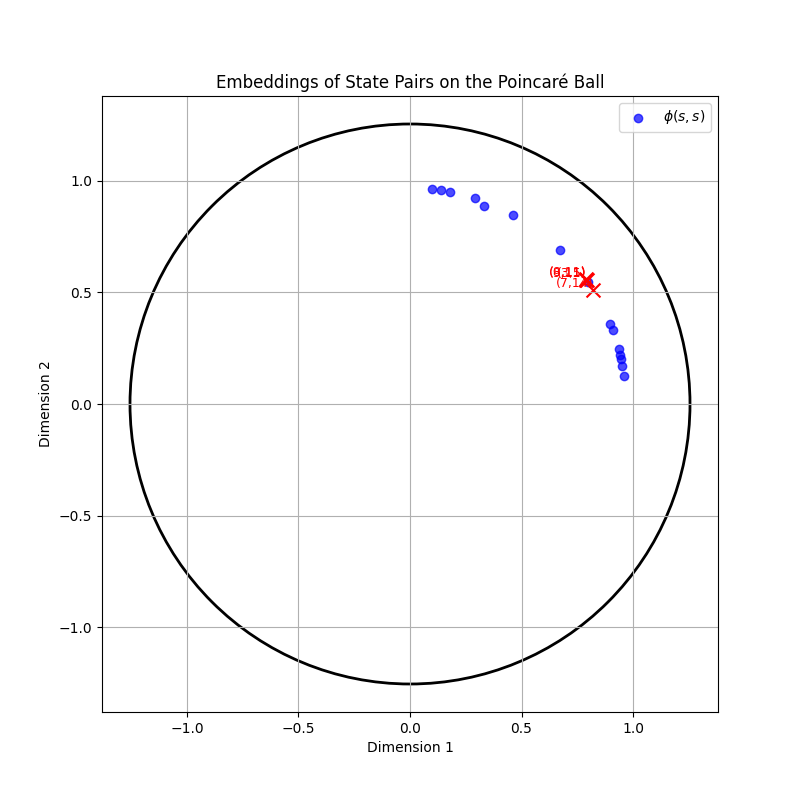 Embeddings of State Pairs on the Poincaré Ball
ϕ(s, s)
1.0
0.5
0.0
−0.5
−1.0
Dimension 2
−1.0 −0.5 0.0 0.5 1.0
Dimension 1